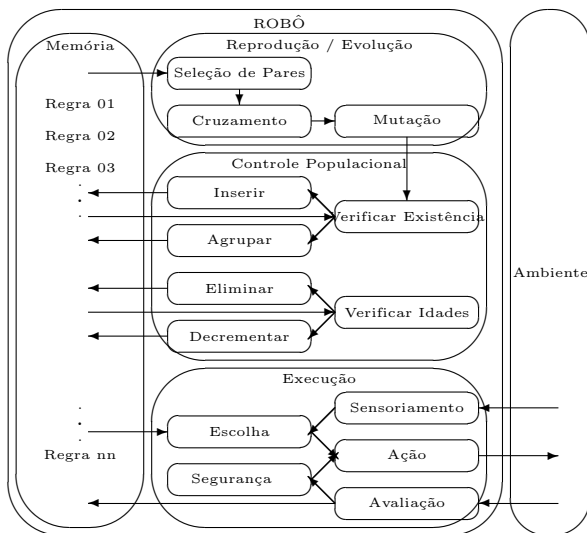 ROBÔ
Memória
Reprodução / Evolução
Seleção de Pares
Regra 01
Cruzamento
Mutação
Regra 02
Regra 03
Controle Populacional
Inserir
Verificar Existência
Agrupar
Ambiente
Eliminar
Verificar Idades
Decrementar
Execução
Sensoriamento
Escolha
Regra nn
Ação
Segurança
Avaliação